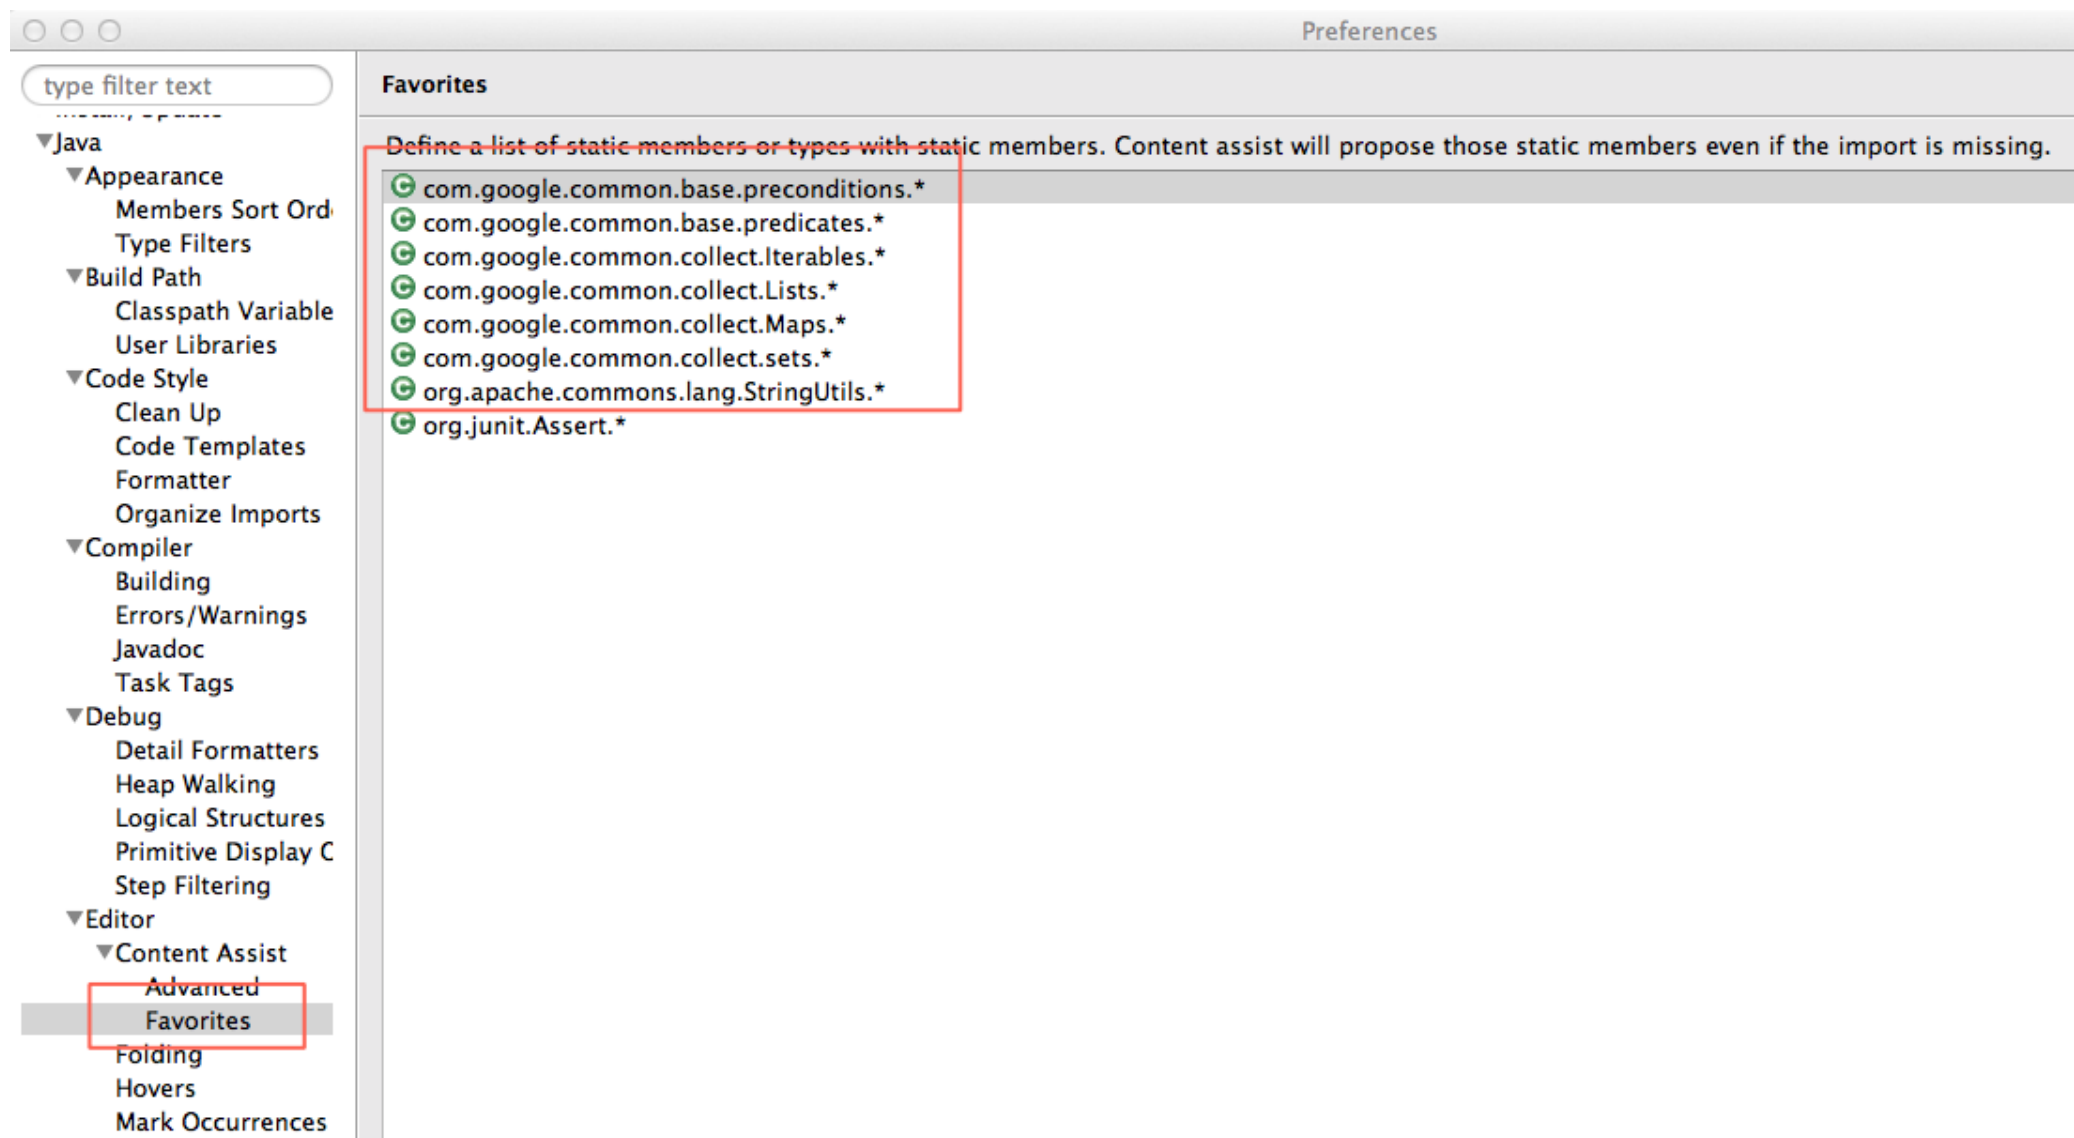 Preferences
type filter text
Install/Update
Java
Appearance
Members Sort Ord
Type Filters
Build Path
Classpath Variable
User Libraries
Code Style
Clean Up
Code Templates
Formatter
Organize Imports
Compiler
Building
Errors/Warnings
Javadoc
Task Tags
Debug
Detail Formatters
Heap Walking
Logical Structures
Primitive Display C
Step Filtering
Editor
Content Assist
Advanced
Favorites
Folding
Hovers
Mark Occurrences
Favorites
Define a list of static members or types with static members. Content assist will propose those static members even if the import is missing.
com.google.common.base.preconditions.*
com.google.common.base.predicates.*
com.google.common.collect.Iterables.*
com.google.common.collect.Lists.*
com.google.common.collect.Maps.*
com.google.common.collect.sets.*
org.apache.commons.lang.StringUtils.*
org.junit.Assert.*